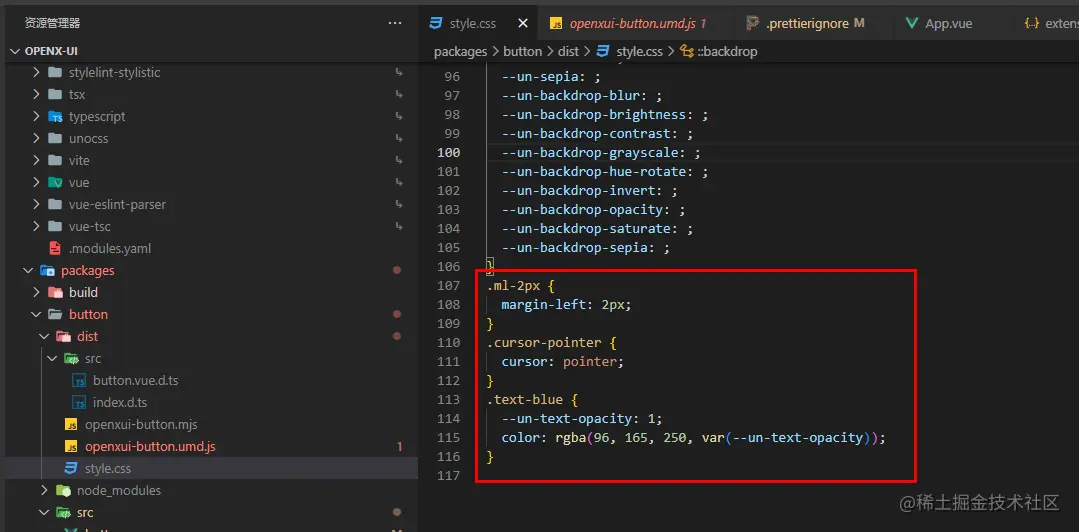 资源管理器
OPENX-UI
stylelint-stylistic
tsx
typescript
unocss
vite
vue
vue-eslint-parser
vue-tsc
.modules.yaml
packages
build
button
dist
src
button.vue.d.ts
index.d.ts
openxui-button.mjs
openxui-button.umd.js 1
style.css
node_modules
src
style.css
openxui-button.umd.js 1
.prettierignore M
App.vue
packages > button > dist > style.css > ::backdrop
96 --un-sepia: ;
97 --un-backdrop-blur: ;
98 --un-backdrop-brightness: ;
99 --un-backdrop-contrast: ;
100 --un-backdrop-grayscale: ;
101 --un-backdrop-hue-rotate: ;
102 --un-backdrop-invert: ;
103 --un-backdrop-opacity: ;
104 --un-backdrop-saturate: ;
105 --un-backdrop-sepia: ;
106 }
107 .ml-2px {
108 margin-left: 2px;
109 }
110 .cursor-pointer {
111 cursor: pointer;
112 }
113 .text-blue {
114 --un-text-opacity: 1;
115 color: rgba(96, 165, 250, var(--un-text-opacity));
116 }
117
@稀土掘金技术社区